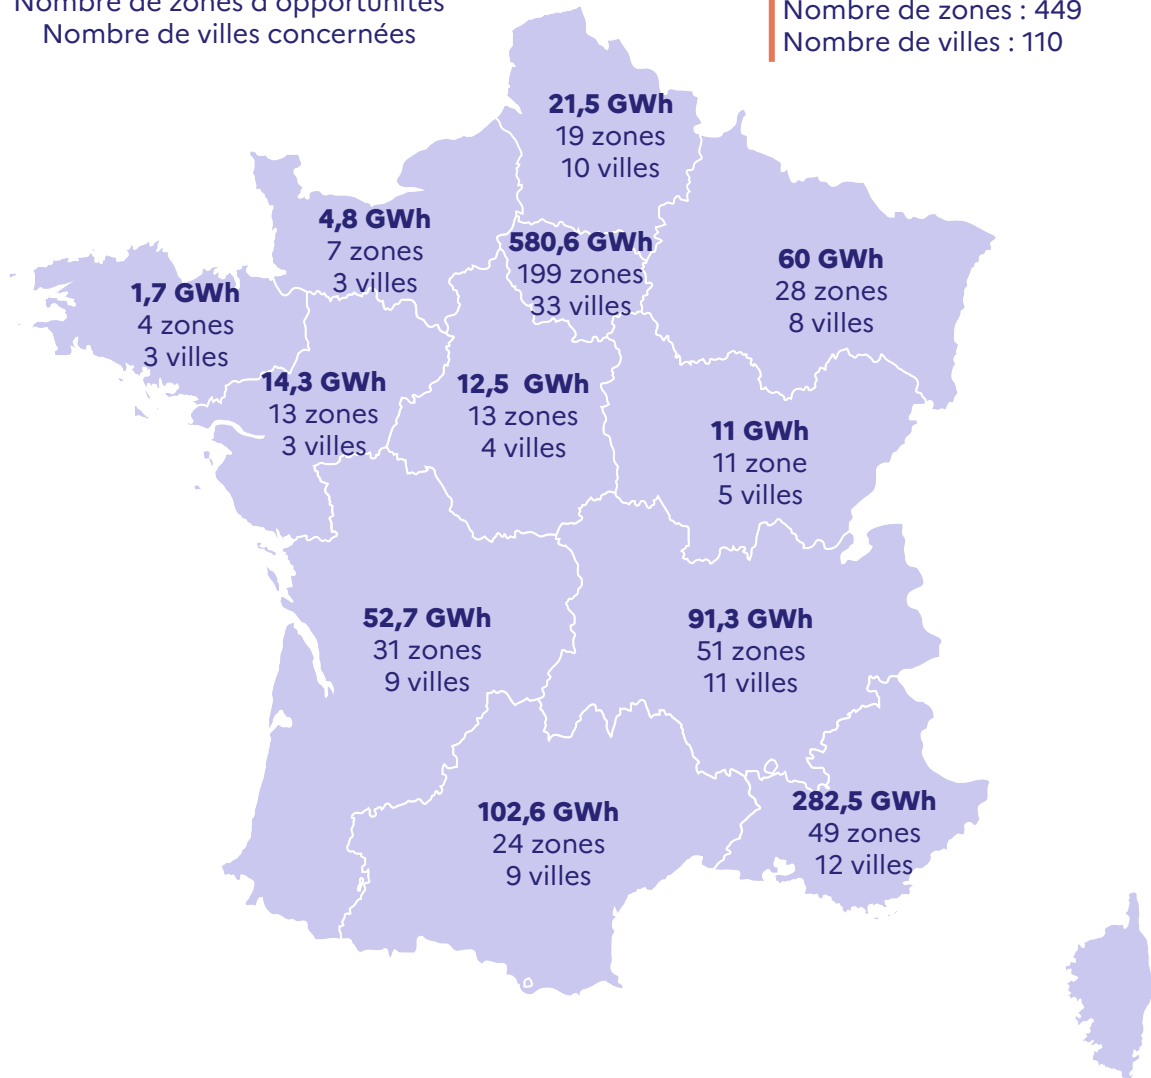 Nombre de zones d'opportunités
Nombre de villes concernées
Nombre de zones : 449
Nombre de villes : 110
21,5 GWh
19 zones
10 villes
4,8 GWh
7 zones
3 villes
580,6 GWh
199 zones
33 villes
60 GWh
28 zones
8 villes
1,7 GWh
4 zones
3 villes
14,3 GWh
13 zones
3 villes
12,5 GWh
13 zones
4 villes
11 GWh
11 zone
5 villes
52,7 GWh
31 zones
9 villes
91,3 GWh
51 zones
11 villes
102,6 GWh
24 zones
9 villes
282,5 GWh
49 zones
12 villes